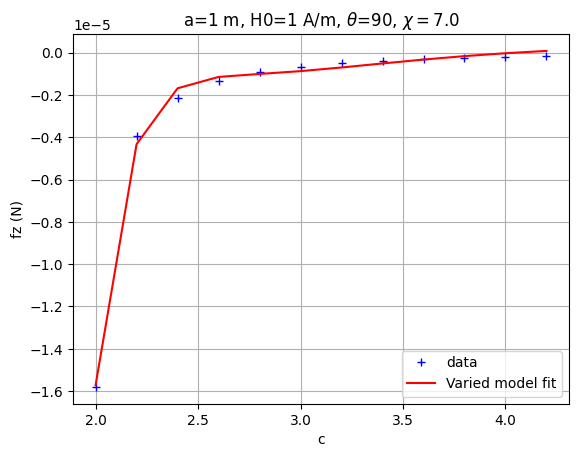 a=1 m, H0=1 A/m, θ=90, χ = 7.0
1e−5
0.0
−0.2
−0.4
−0.6
−0.8
−1.0
−1.2
−1.4
−1.6
fz (N)
2.0 2.5 3.0 3.5 4.0
c
data
Varied model fit